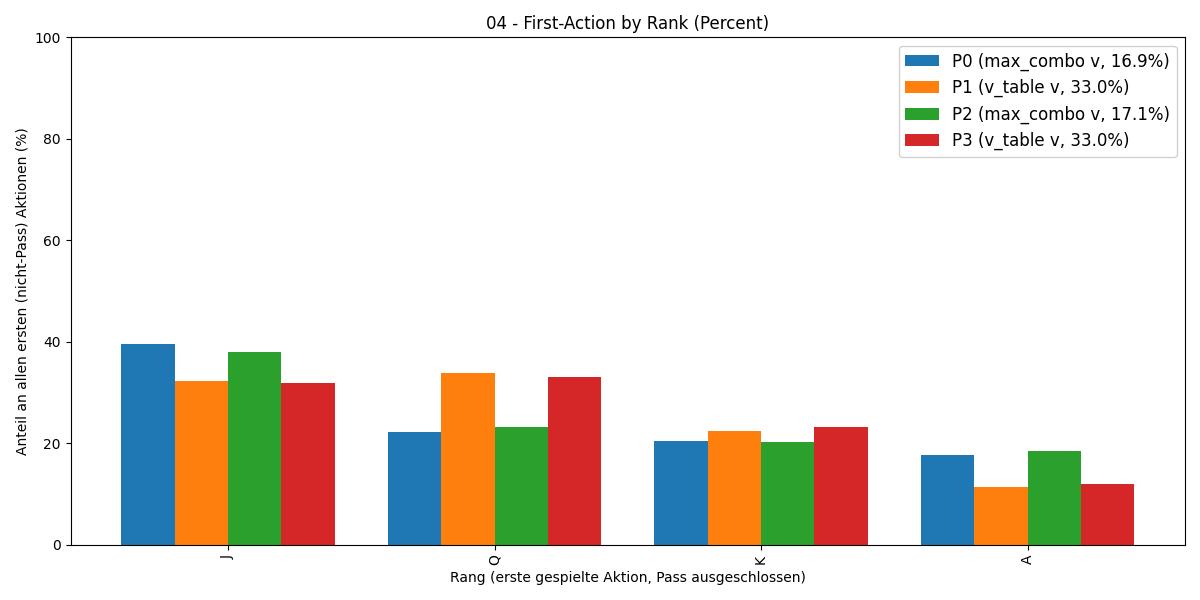 04 - First-Action by Rank (Percent)
Anteil an allen ersten (nicht-Pass) Aktionen (%)
100
80
60
40
20
0
P0 (max_combo v, 16.9%)
P1 (v_table v, 33.0%)
P2 (max_combo v, 17.1%)
P3 (v_table v, 33.0%)
J
Q
K
A
Rang (erste gespielte Aktion, Pass ausgeschlossen)